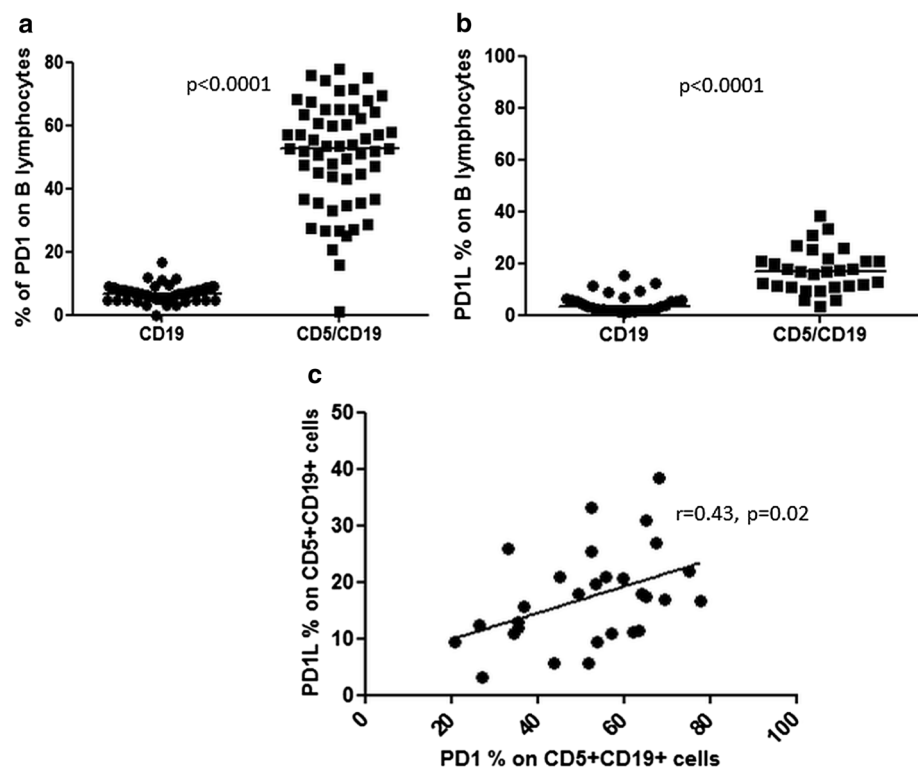 a
% of PD1 on B lymphocytes
80
60
40
20
0
p<0.0001
CD19
CD5/CD19
b
PD1L % on B lymphocytes
100
80
60
40
20
0
p<0.0001
CD19
CD5/CD19
c
PD1L % on CD5+CD19+ cells
50
40
30
20
10
0
r=0.43, p=0.02
0
20
40
60
80
100
PD1 % on CD5+CD19+ cells